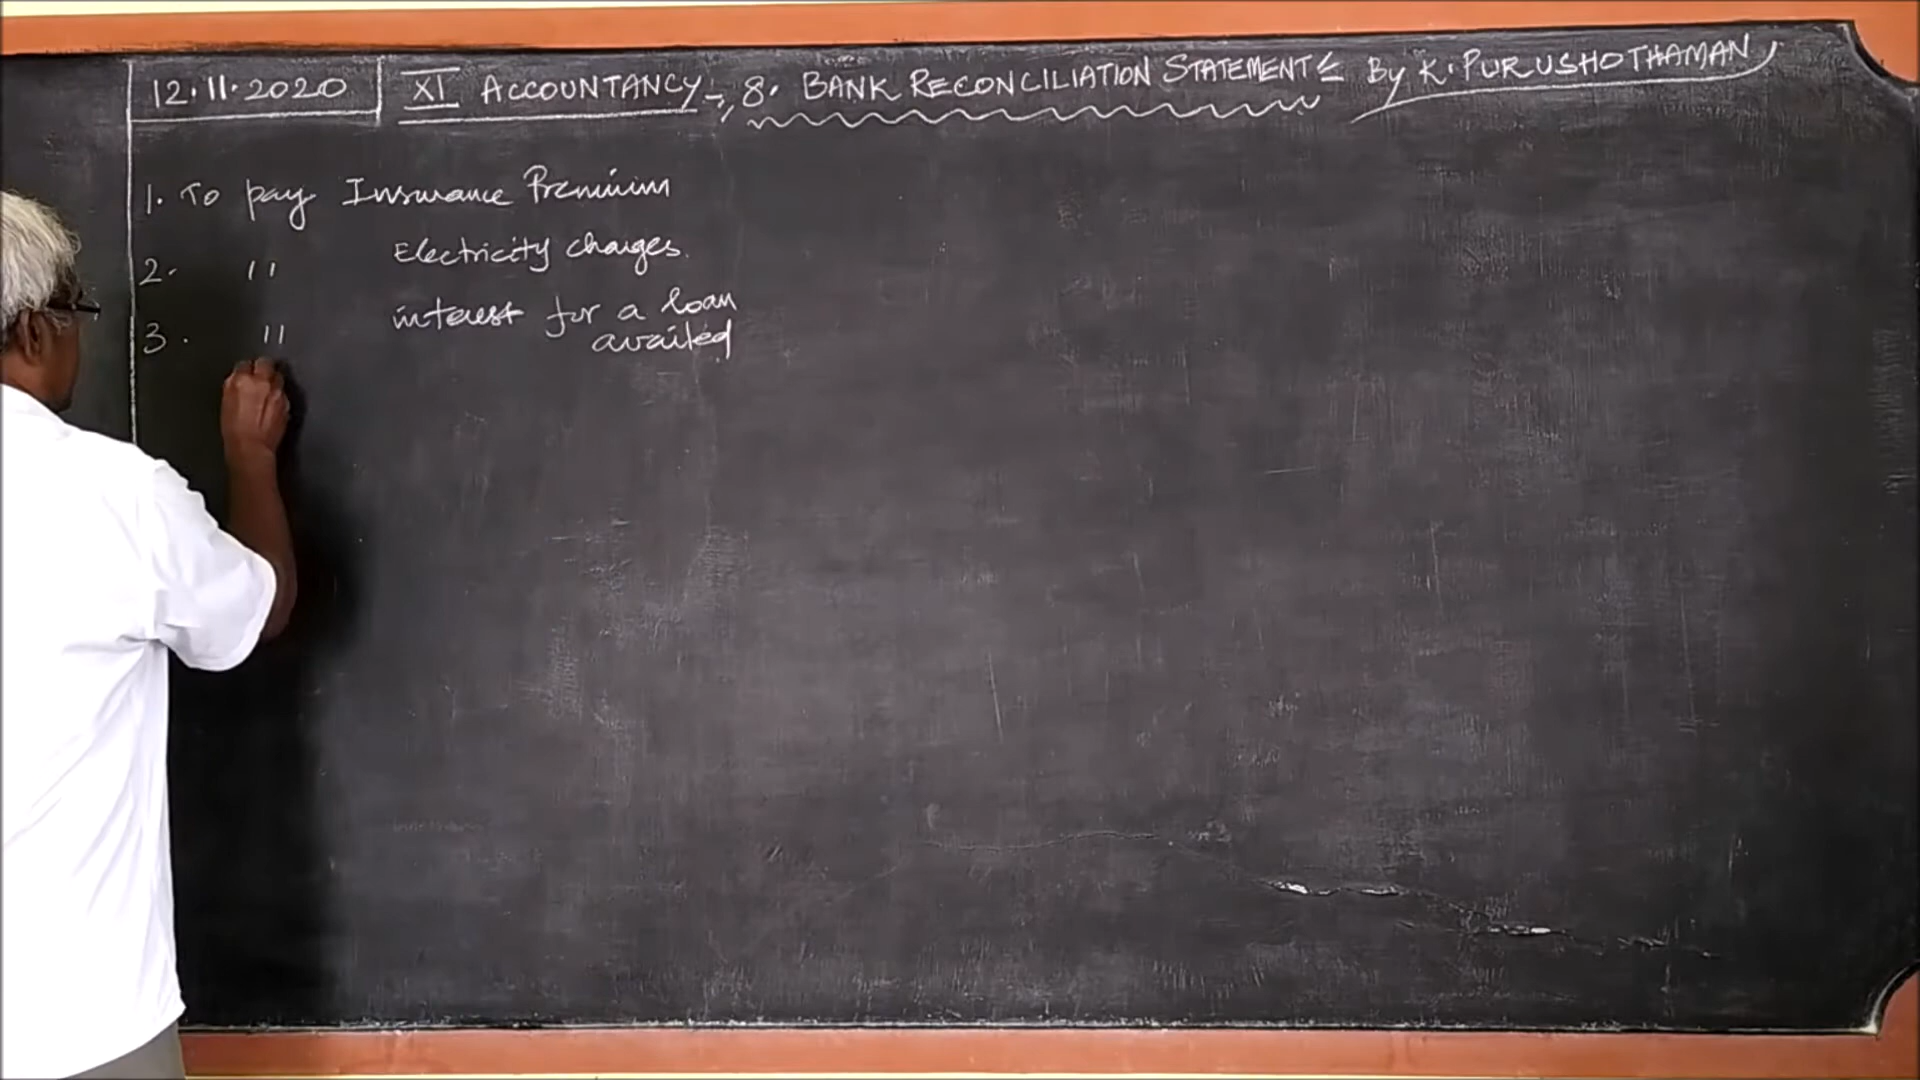 12.11.2020 XI ACCOUNTANCY:-, 8. BANK RECONCILIATION STATEMENT:- By K. PURUSHOTHAMAN
1. To pay Insurance Premium
2. " Electricity charges.
3. " interest for a loan
availed